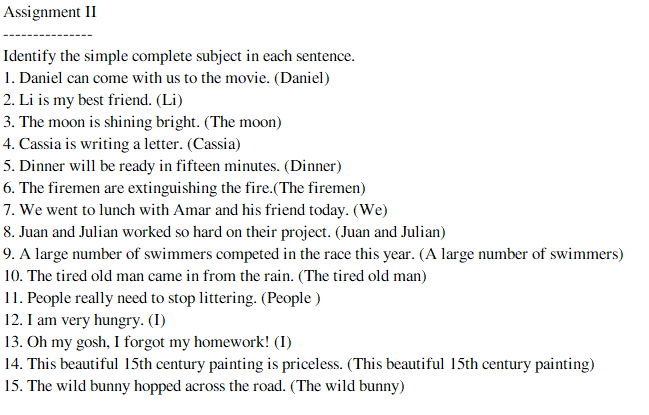 Assignment II
---------------
Identify the simple complete subject in each sentence.
1. Daniel can come with us to the movie. (Daniel)
2. Li is my best friend. (Li)
3. The moon is shining bright. (The moon)
4. Cassia is writing a letter. (Cassia)
5. Dinner will be ready in fifteen minutes. (Dinner)
6. The firemen are extinguishing the fire.(The firemen)
7. We went to lunch with Amar and his friend today. (We)
8. Juan and Julian worked so hard on their project. (Juan and Julian)
9. A large number of swimmers competed in the race this year. (A large number of swimmers)
10. The tired old man came in from the rain. (The tired old man)
11. People really need to stop littering. (People )
12. I am very hungry. (I)
13. Oh my gosh, I forgot my homework! (I)
14. This beautiful 15th century painting is priceless. (This beautiful 15th century painting)
15. The wild bunny hopped across the road. (The wild bunny)